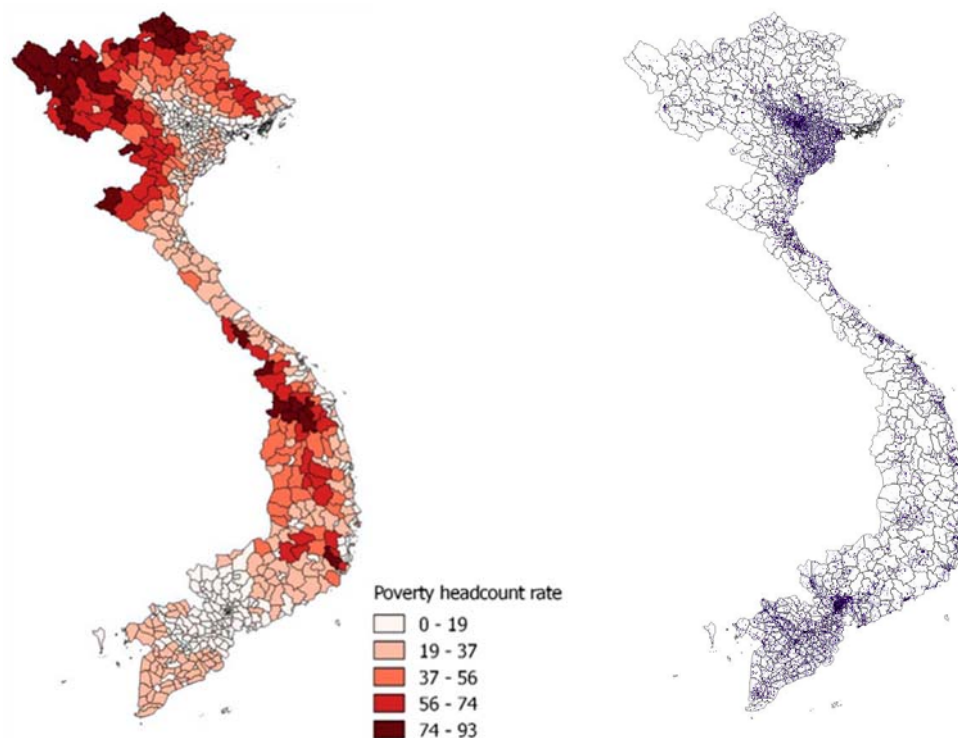 Poverty headcount rate
0 - 19
19 - 37
37 - 56
56 - 74
74 - 93